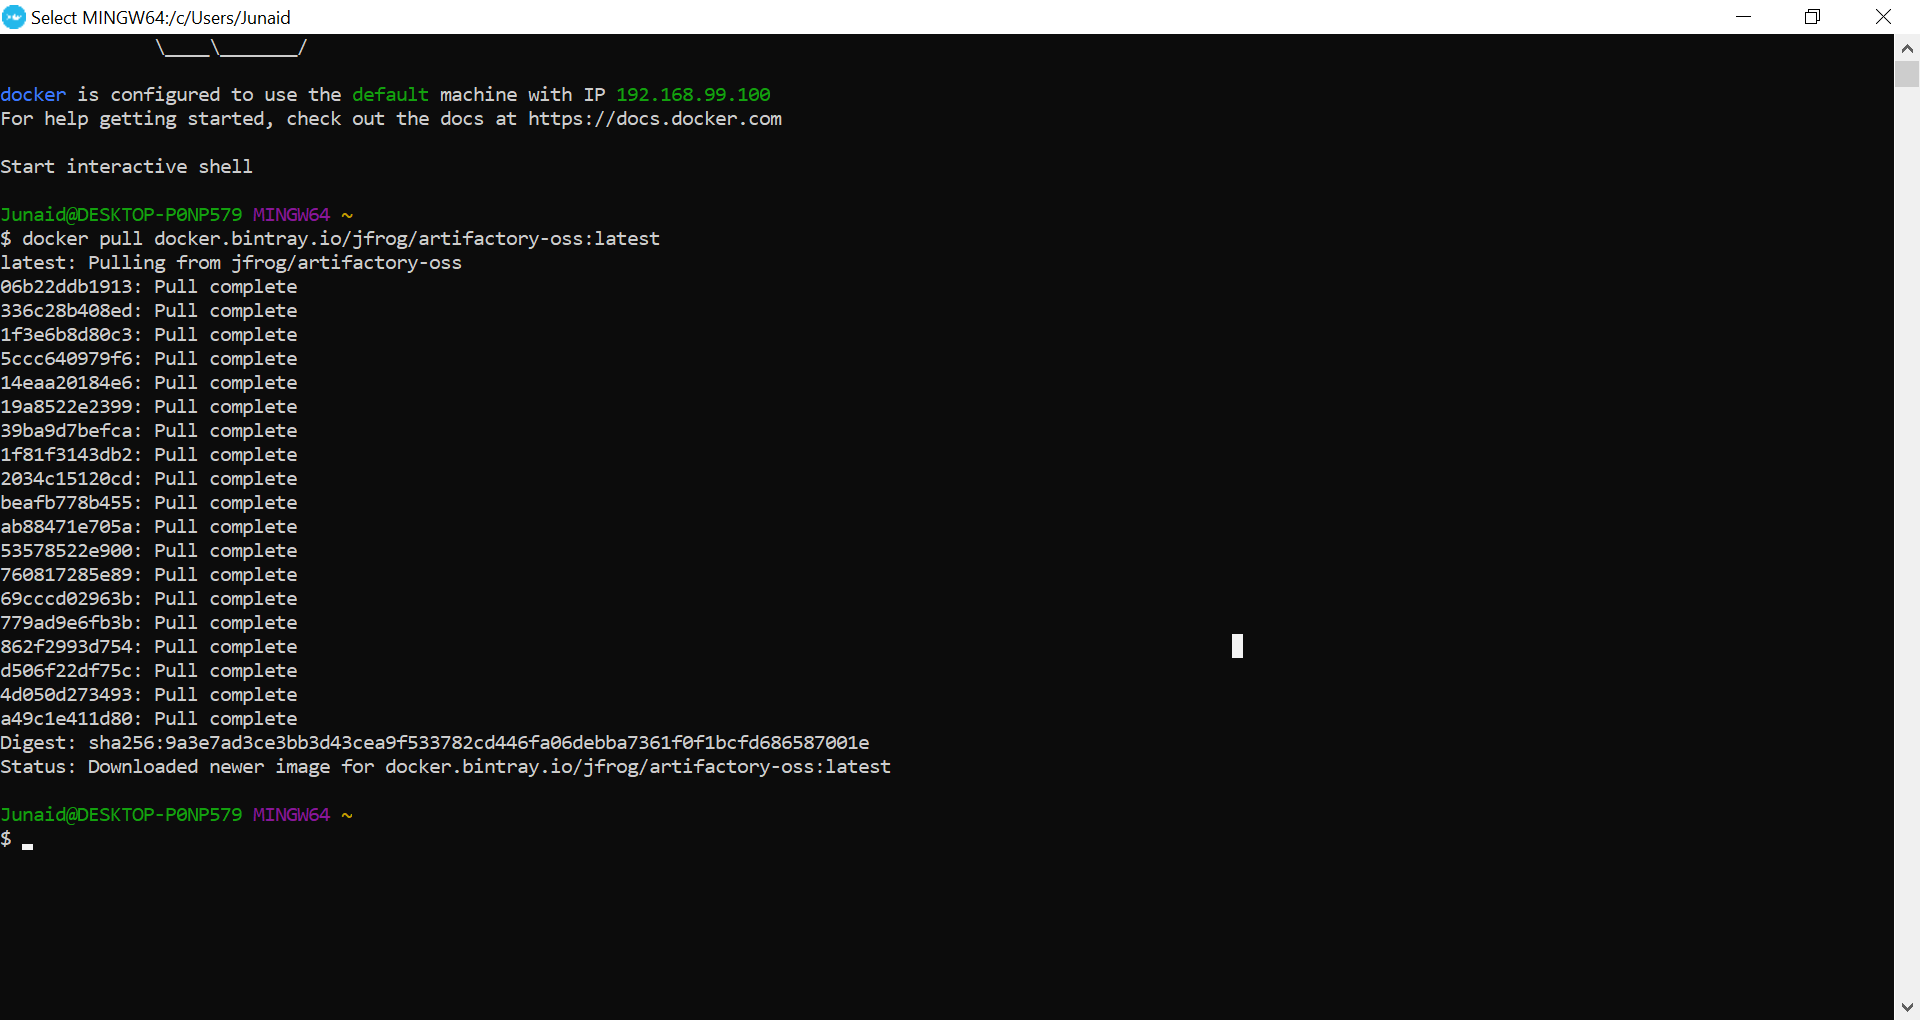 Select MINGW64:/c/Users/Junaid
\____\_______/
docker is configured to use the default machine with IP 192.168.99.100
For help getting started, check out the docs at https://docs.docker.com
Start interactive shell
Junaid@DESKTOP-P0NP579 MINGW64 ~
$ docker pull docker.bintray.io/jfrog/artifactory-oss:latest
latest: Pulling from jfrog/artifactory-oss
06b22ddb1913: Pull complete
336c28b408ed: Pull complete
1f3e6b8d80c3: Pull complete
5ccc640979f6: Pull complete
14eaa20184e6: Pull complete
19a8522e2399: Pull complete
39ba9d7befca: Pull complete
1f81f3143db2: Pull complete
2034c15120cd: Pull complete
beafb778b455: Pull complete
ab88471e705a: Pull complete
53578522e900: Pull complete
760817285e89: Pull complete
69cccd02963b: Pull complete
779ad9e6fb3b: Pull complete
862f2993d754: Pull complete
d506f22df75c: Pull complete
4d050d273493: Pull complete
a49c1e411d80: Pull complete
Digest: sha256:9a3e7ad3ce3bb3d43cea9f533782cd446fa06debba7361f0f1bcfd686587001e
Status: Downloaded newer image for docker.bintray.io/jfrog/artifactory-oss:latest
Junaid@DESKTOP-P0NP579 MINGW64 ~
$